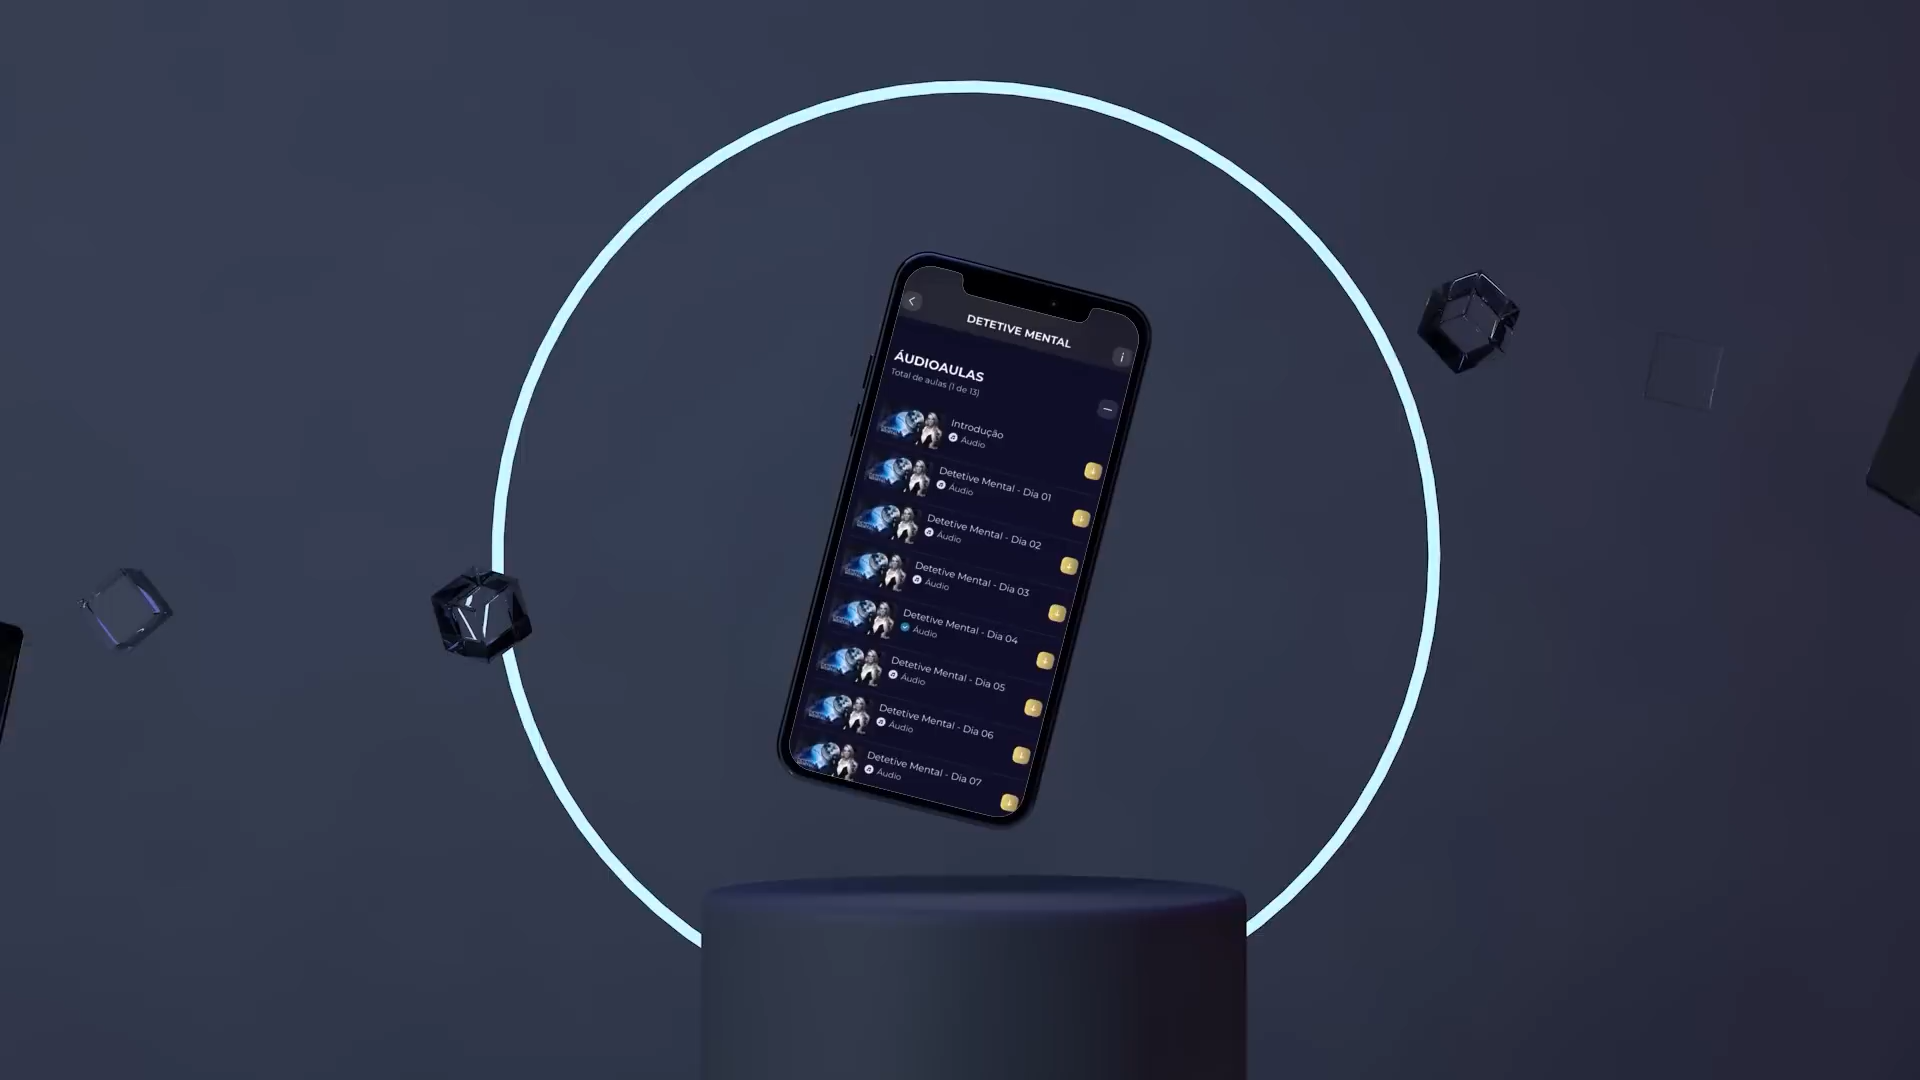 DETETIVE MENTAL
ÁUDIOAULAS
Total de aulas (1 de 13)
Introdução
Áudio
Detetive Mental - Dia 01
Áudio
Detetive Mental - Dia 02
Áudio
Detetive Mental - Dia 03
Áudio
Detetive Mental - Dia 04
Áudio
Detetive Mental - Dia 05
Áudio
Detetive Mental - Dia 06
Áudio
Detetive Mental - Dia 07
Áudio